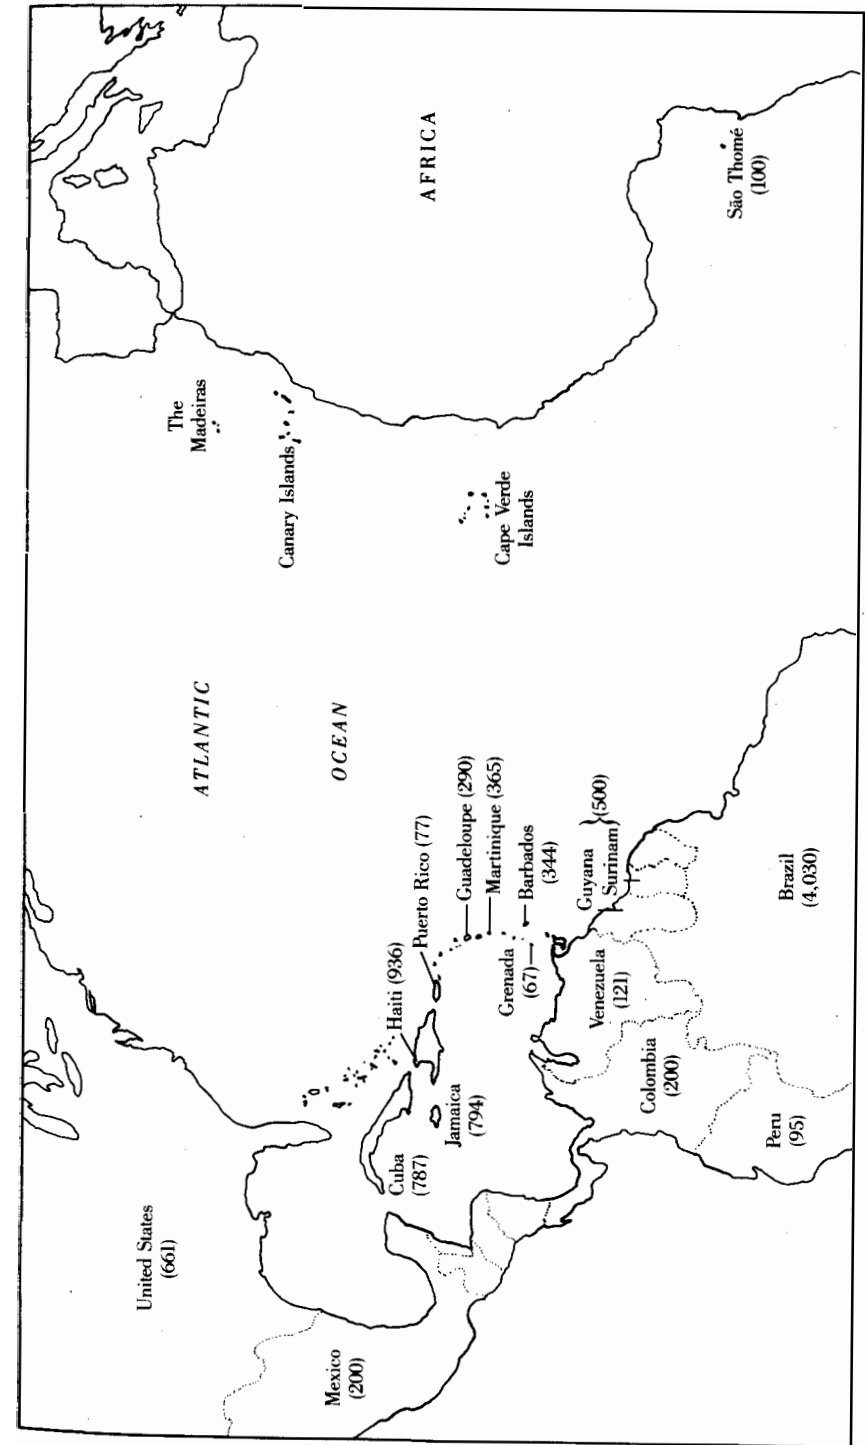 ATLANTIC
OCEAN
AFRICA
The
Madeiras
Canary Islands
Cape Verde
Islands
São Thomé
(100)
United States
(661)
Mexico
(200)
Cuba
(787)
Jamaica
(794)
Haiti (936)
Puerto Rico (77)
Guadeloupe (290)
Martinique (365)
Barbados
(344)
Grenada
(67)
Guyana
Surinam
(500)
Venezuela
(121)
Colombia
(200)
Peru
(95)
Brazil
(4,030)